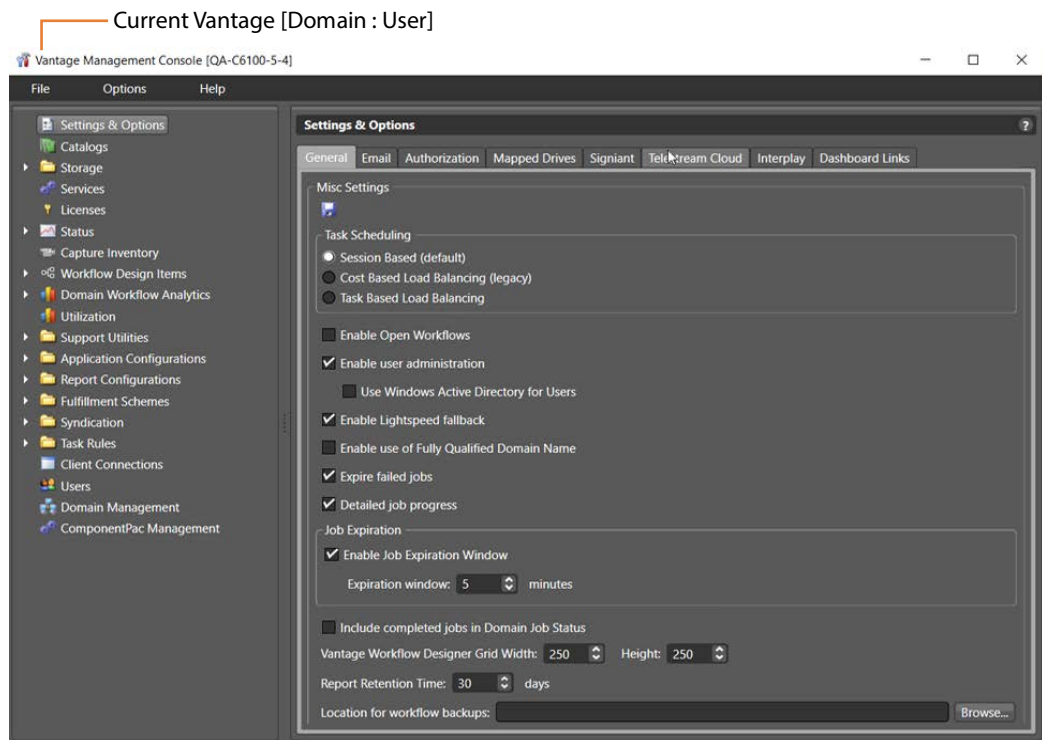 Current Vantage [Domain : User]
Vantage Management Console [QA-C6100-5-4]
File Options Help
Settings & Options
Catalogs
Storage
Services
Licenses
Status
Capture Inventory
Workflow Design Items
Domain Workflow Analytics
Utilization
Support Utilities
Application Configurations
Report Configurations
Fulfillment Schemes
Syndication
Task Rules
Client Connections
Users
Domain Management
ComponentPac Management
Settings & Options ?
General Email Authorization Mapped Drives Signiant Telestream Cloud Interplay Dashboard Links
Misc Settings
Task Scheduling
Session Based (default)
Cost Based Load Balancing (legacy)
Task Based Load Balancing
Enable Open Workflows
Enable user administration
Use Windows Active Directory for Users
Enable Lightspeed fallback
Enable use of Fully Qualified Domain Name
Expire failed jobs
Detailed job progress
Job Expiration
Enable Job Expiration Window
Expiration window: 5 minutes
Include completed jobs in Domain Job Status
Vantage Workflow Designer Grid Width: 250 Height: 250
Report Retention Time: 30 days
Location for workflow backups: Browse...